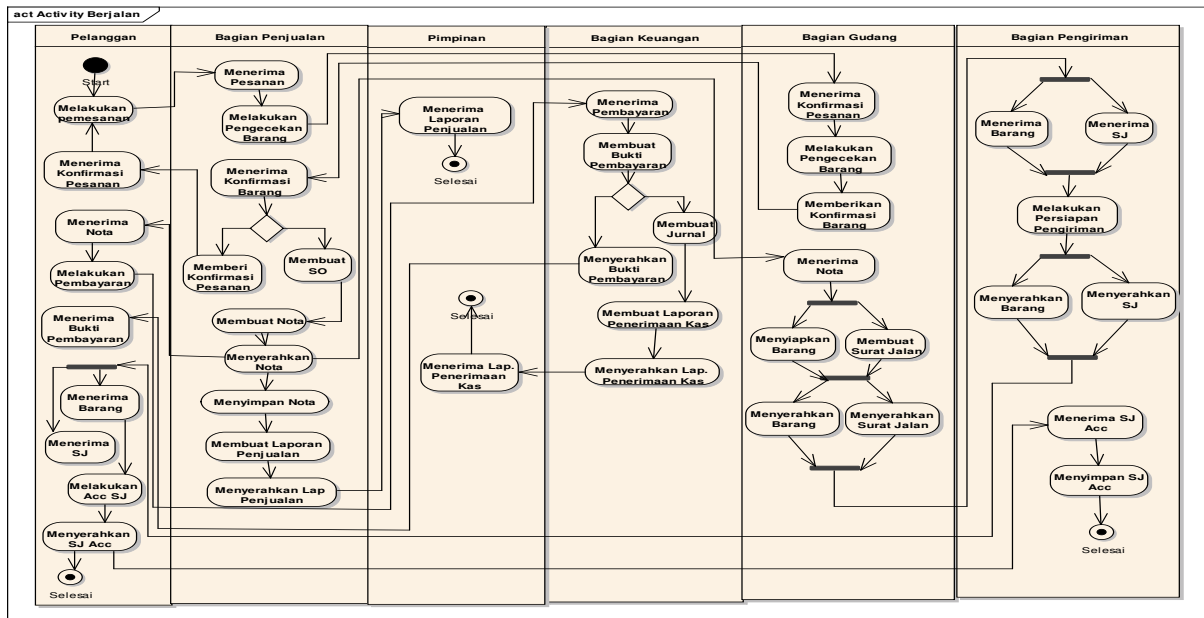 act Activity Berjalan
Pelanggan
Bagian Penjualan
Pimpinan
Bagian Keuangan
Bagian Gudang
Bagian Pengiriman
Start
Melakukan
pemesanan
Menerima
Konfirmasi
Pesanan
Menerima
Nota
Melakukan
Pembayaran
Menerima
Bukti
Pembayaran
Menerima
Barang
Menerima
SJ
Melakukan
Acc SJ
Menyerahkan
SJ Acc
Selesai
Menerima
Pesanan
Melakukan
Pengecekan
Barang
Menerima
Konfirmasi
Barang
Memberi
Konfirmasi
Pesanan
Membuat
SO
Membuat Nota
Menyerahkan
Nota
Menyimpan Nota
Membuat Laporan
Penjualan
Menyerahkan Lap
Penjualan
Menerima
Laporan
Penjualan
Selesai
Selesai
Menerima Lap.
Penerimaan
Kas
Menerima
Pembayaran
Membuat
Bukti
Pembayaran
Membuat
Jurnal
Menyerahkan
Bukti
Pembayaran
Membuat Laporan
Penerimaan Kas
Menyerahkan Lap.
Penerimaan Kas
Menerima
Konfirmasi
Pesanan
Melakukan
Pengecekan
Barang
Memberikan
Konfirmasi
Barang
Menerima
Nota
Menyiapkan
Barang
Membuat
Surat Jalan
Menyerahkan
Barang
Menyerahkan
Surat Jalan
Menerima
Barang
Menerima
SJ
Melakukan
Persiapan
Pengiriman
Menyerahkan
Barang
Menyerahkan
SJ
Menerima SJ
Acc
Menyimpan SJ
Acc
Selesai